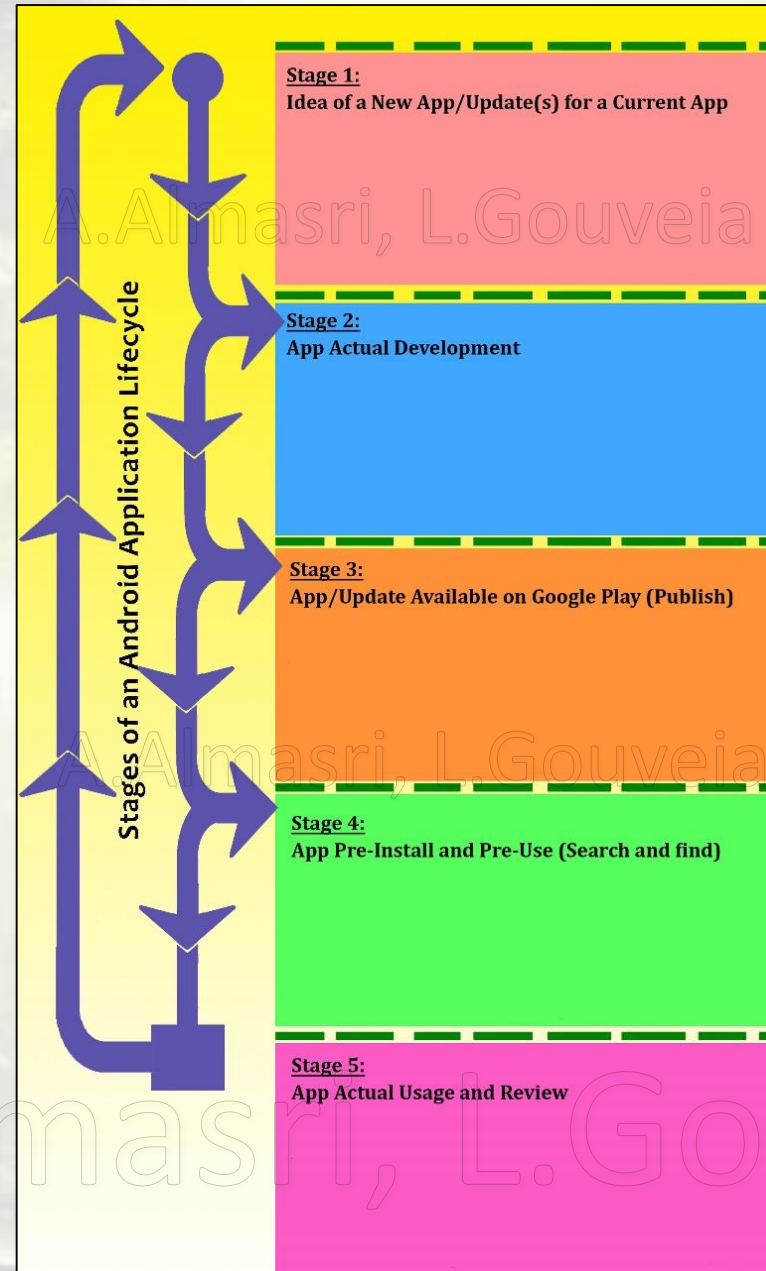 Stage 1:
Idea of a New App/Update(s) for a Current App
A.Almasri, L.Gouveia
Stage 2:
App Actual Development
Stages of an Android Application Lifecycle
Stage 3:
App/Update Available on Google Play (Publish)
A.Almasri, L.Gouveia
Stage 4:
App Pre-Install and Pre-Use (Search and find)
Stage 5:
App Actual Usage and Review
lmasri, L.Go